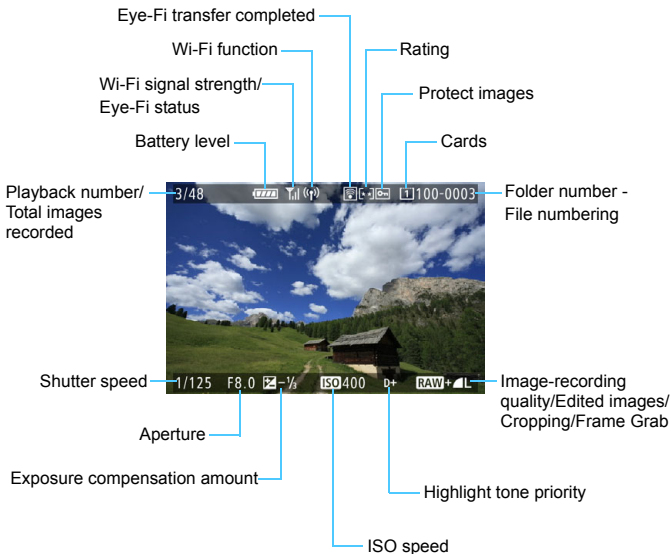 Eye-Fi transfer completed
Wi-Fi function
Rating
Wi-Fi signal strength/
Eye-Fi status
Protect images
Battery level
Cards
Playback number/
Total images
recorded
3/48
1 100-0003
Folder number -
File numbering
Shutter speed
1/125 F8.0 -1/3 ISO 400 D+ RAW+L
Image-recording
quality/Edited images/
Cropping/Frame Grab
Aperture
Exposure compensation amount
Highlight tone priority
ISO speed